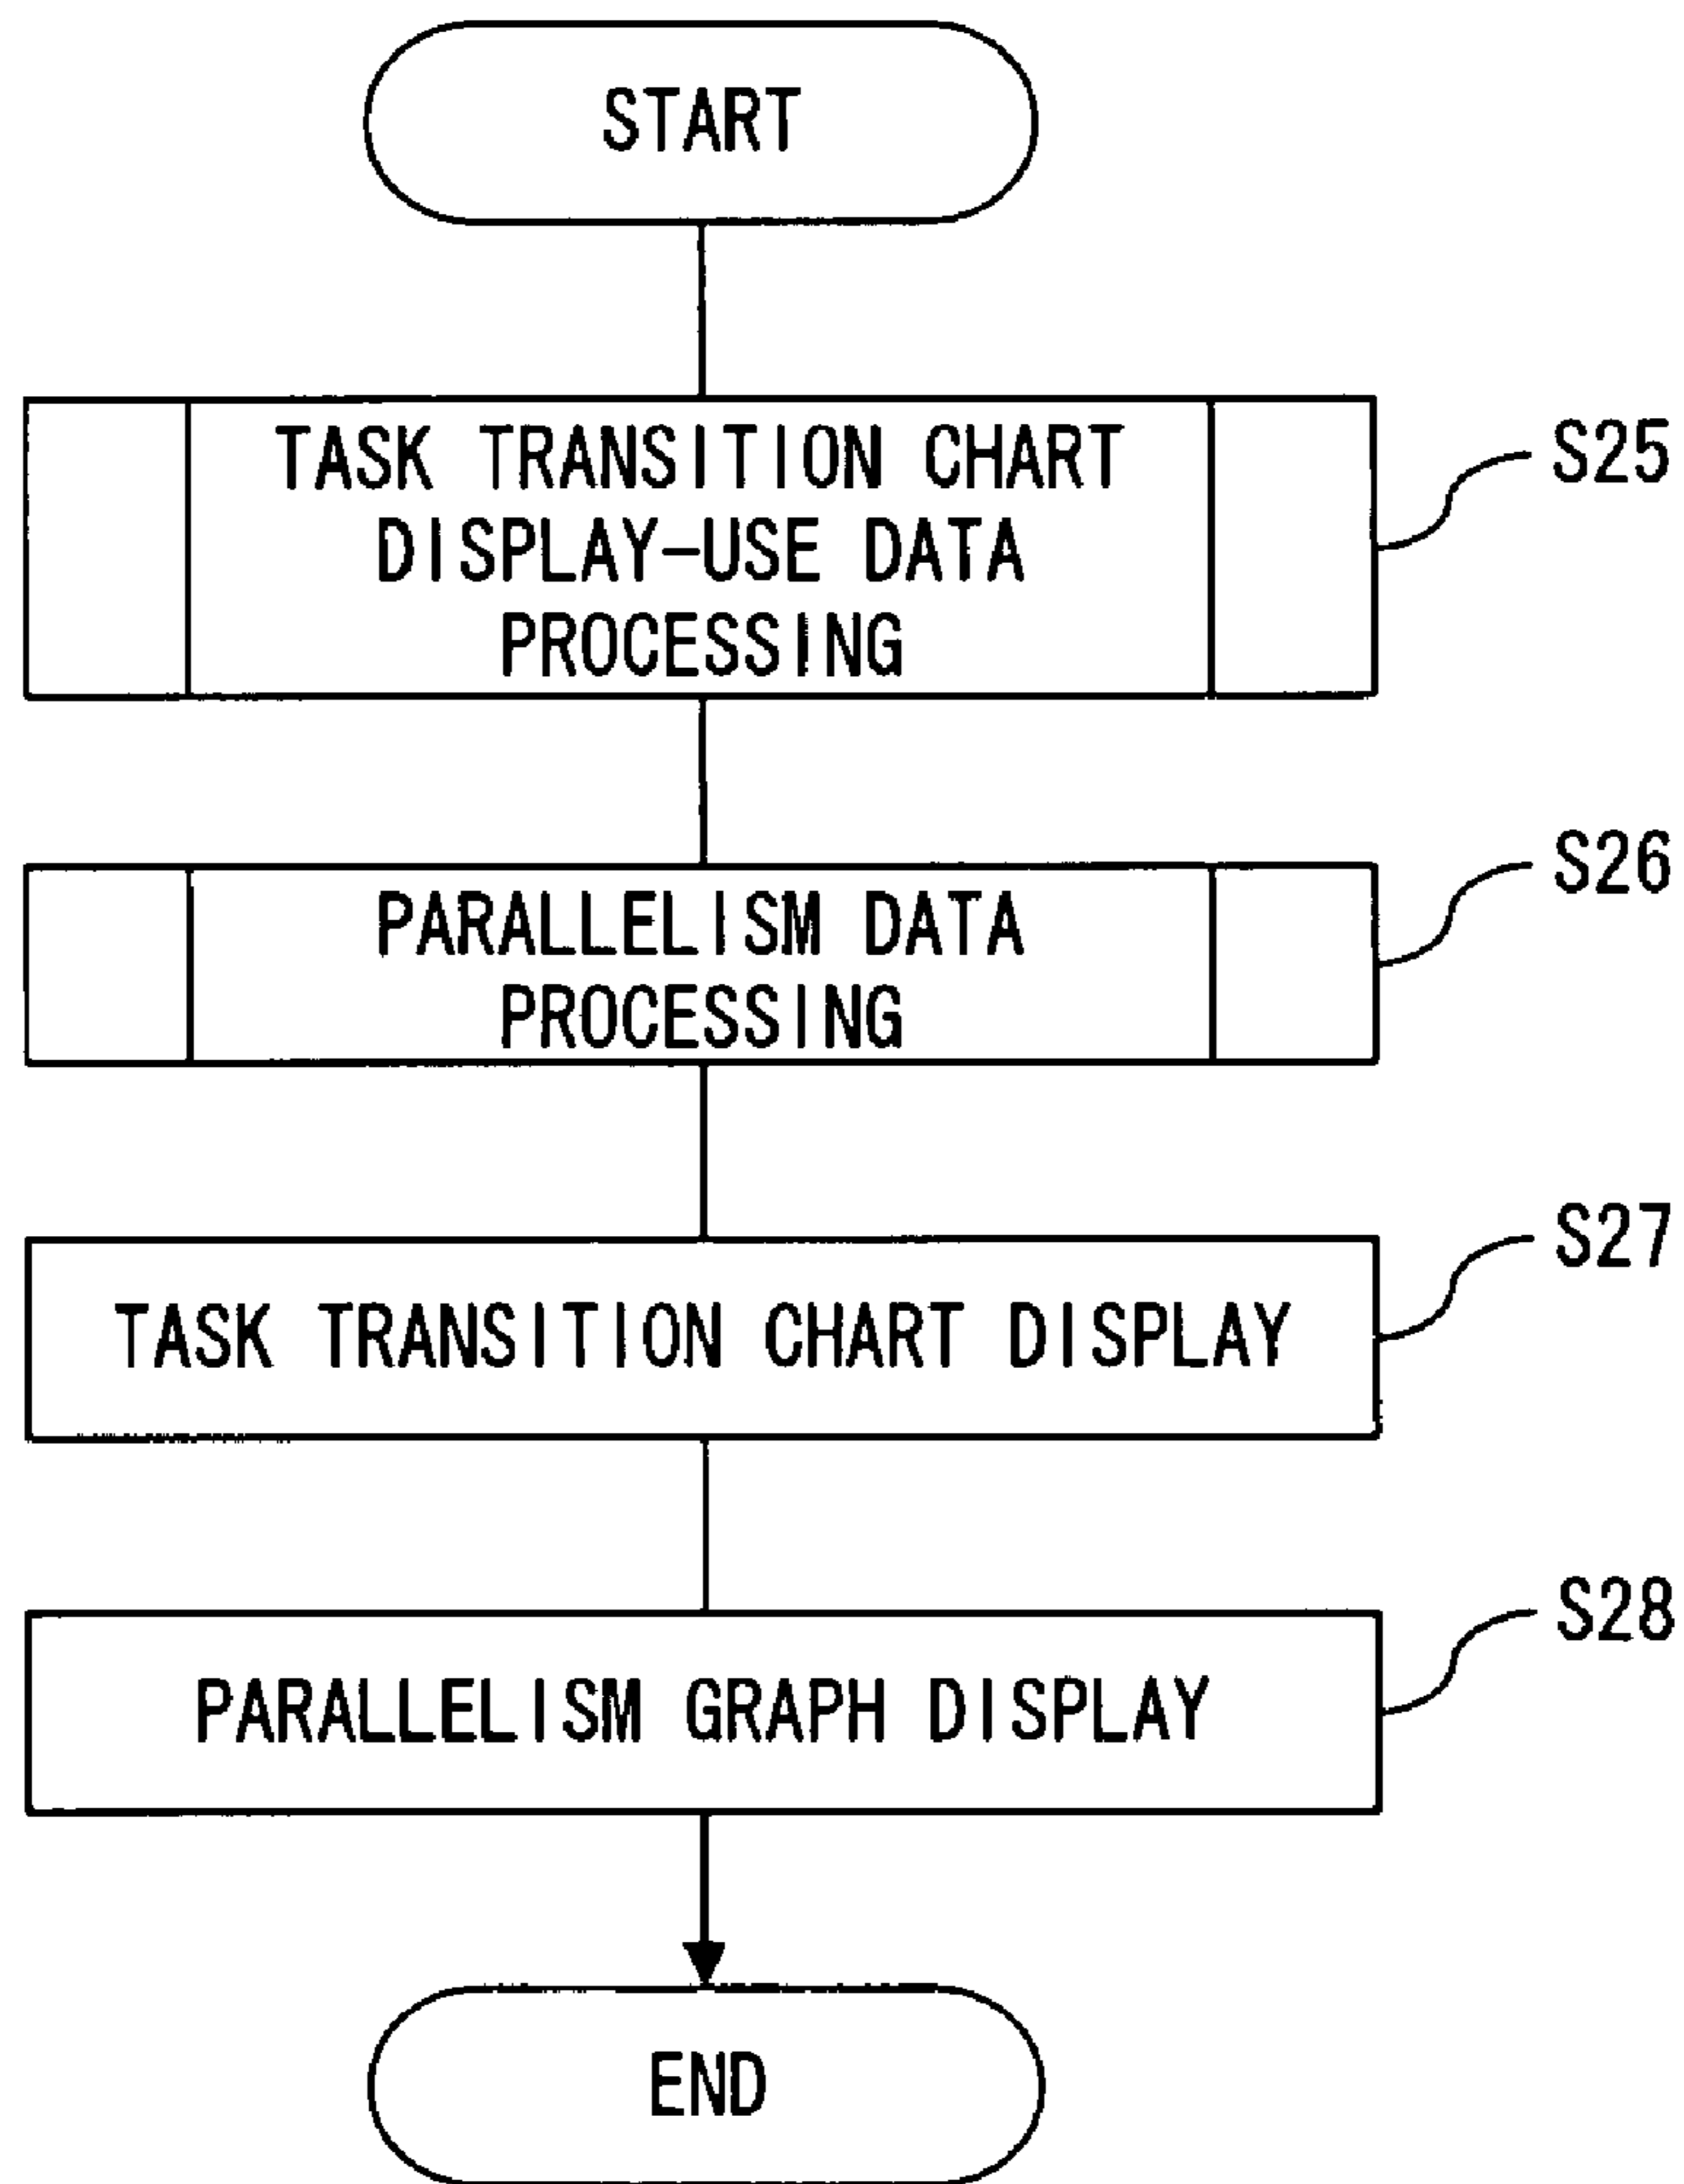 START
TASK TRANSITION CHART
DISPLAY-USE DATA
PROCESSING
S25
PARALLELISM DATA
PROCESSING
S26
TASK TRANSITION CHART DISPLAY
S27
PARALLELISM GRAPH DISPLAY
S28
END